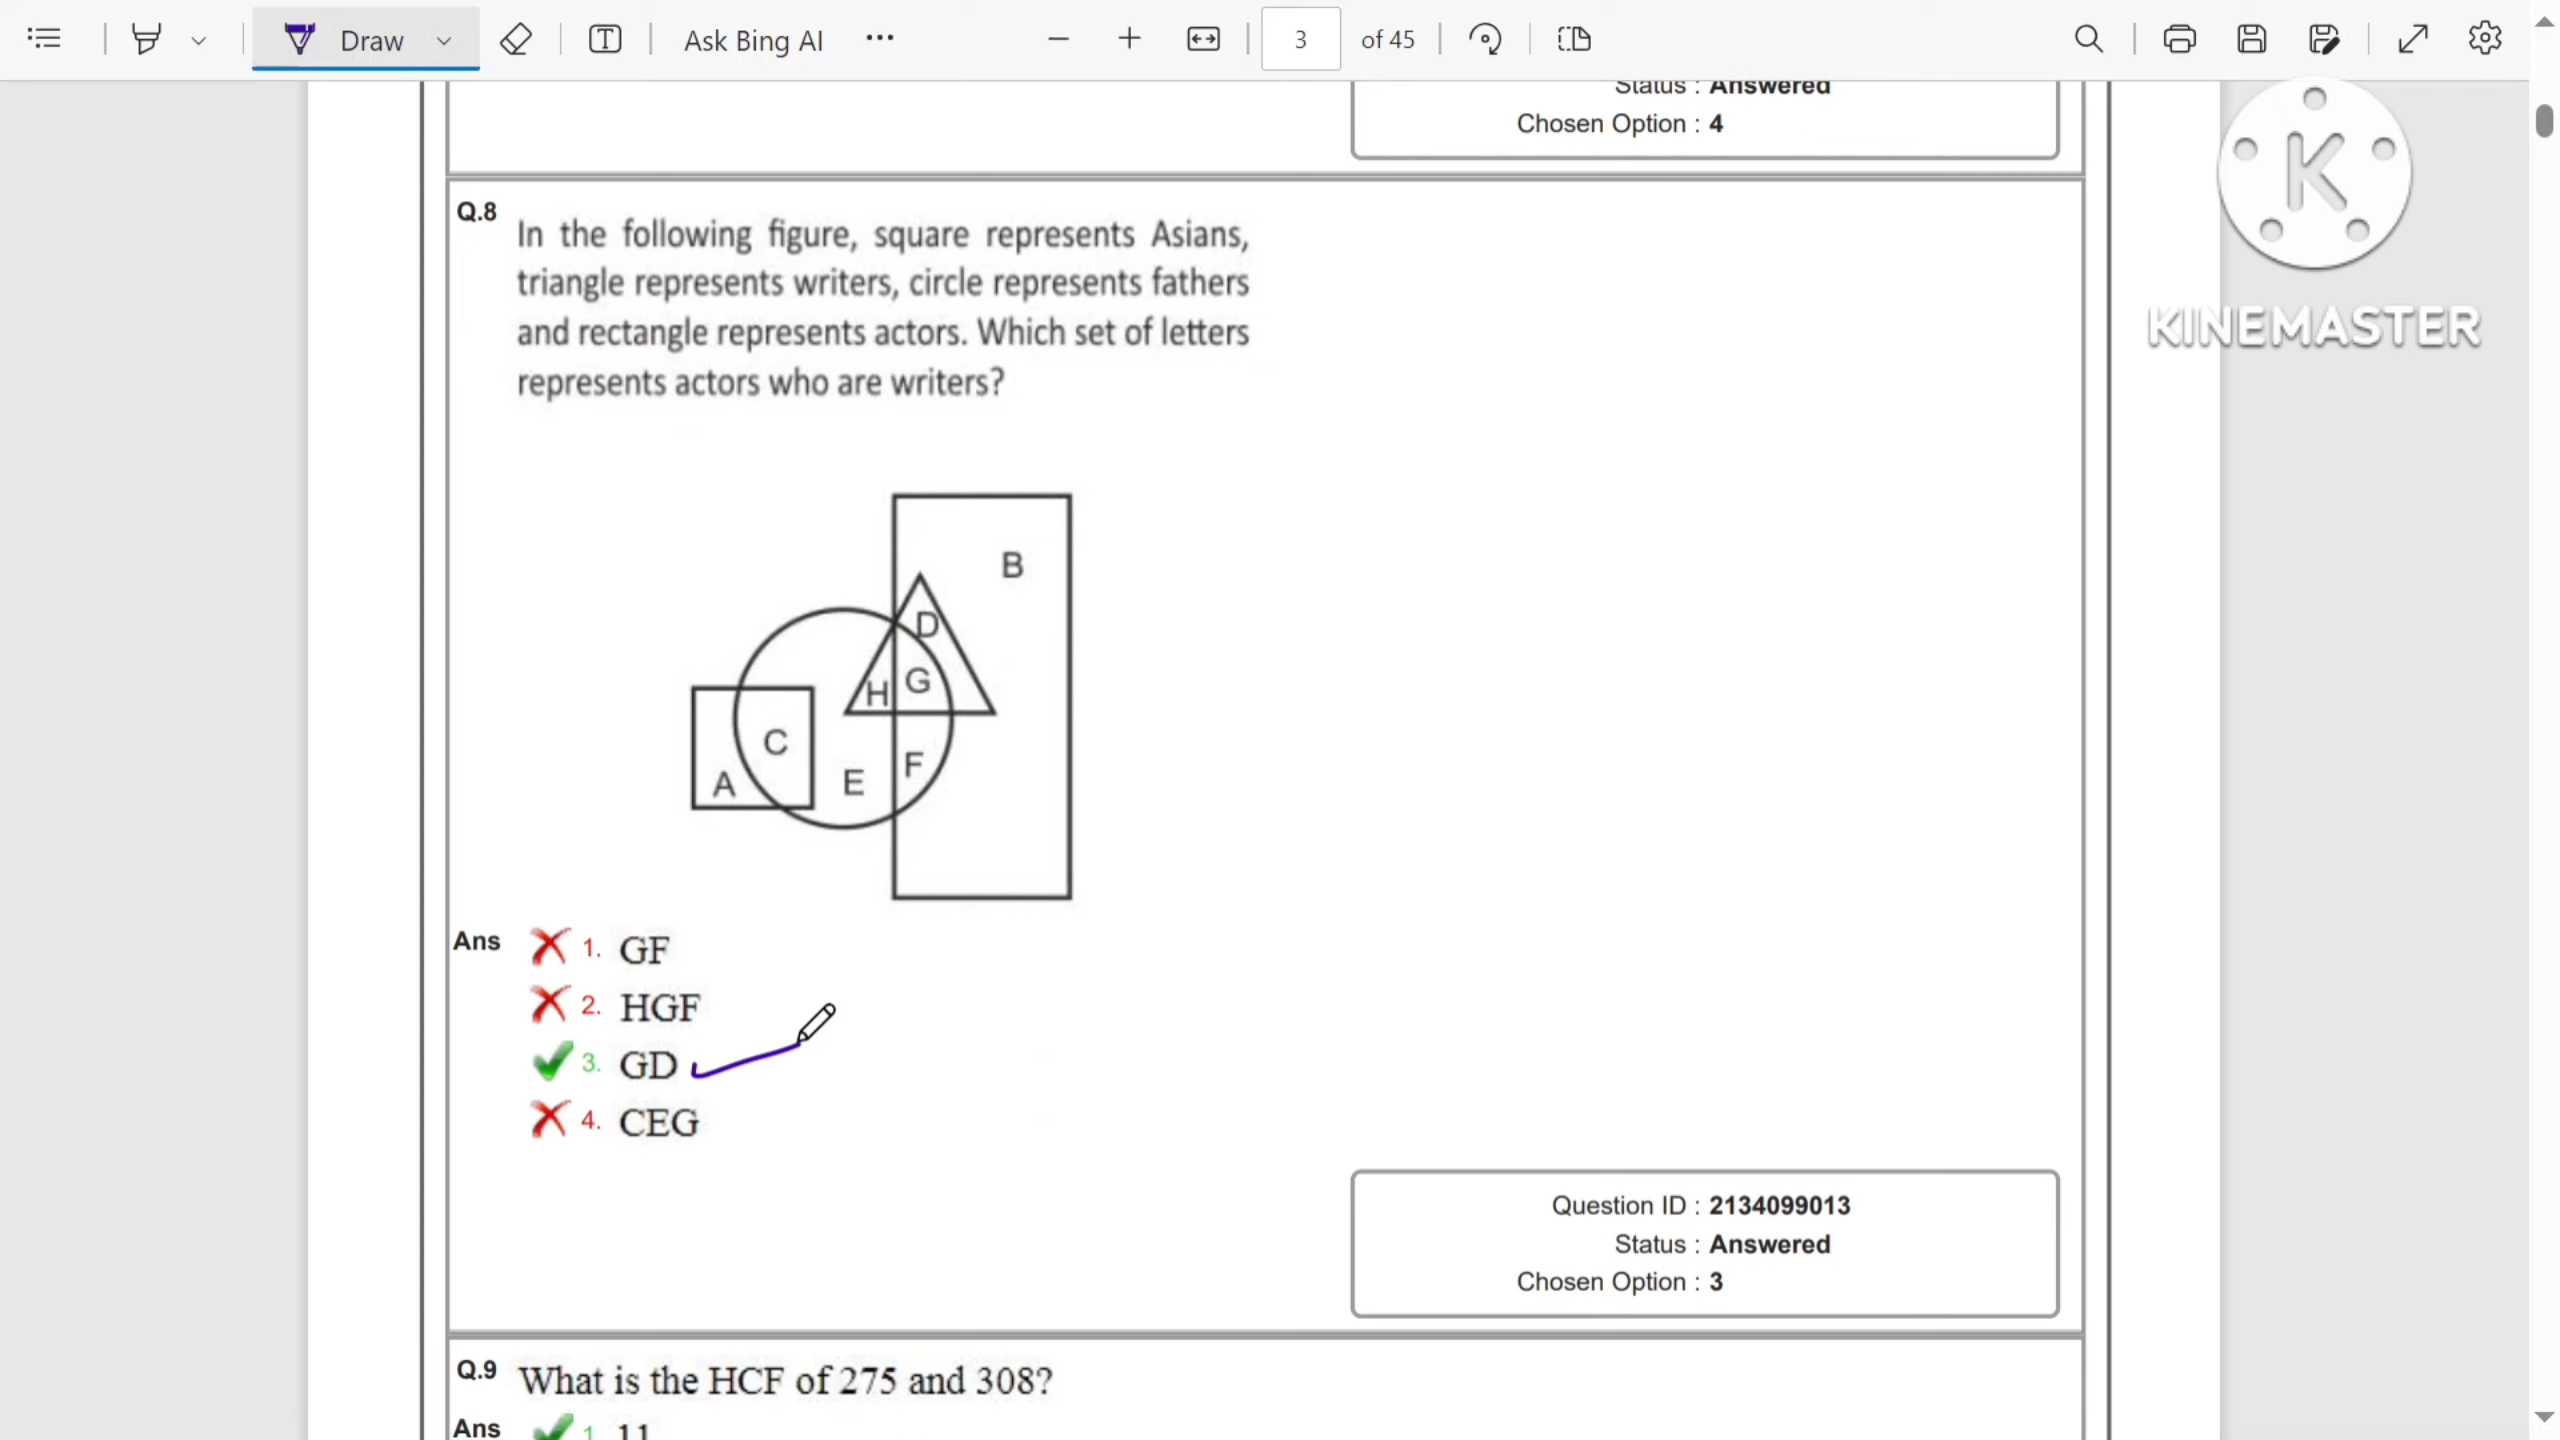 Draw
Ask Bing AI
3 of 45
Status : Answered
Chosen Option : 4
KINEMASTER
Q.8 In the following figure, square represents Asians,
triangle represents writers, circle represents fathers
and rectangle represents actors. Which set of letters
represents actors who are writers?
B
D
H G
C
A E F
Ans 1. GF
2. HGF
3. GD
4. CEG
Question ID : 2134099013
Status : Answered
Chosen Option : 3
Q.9 What is the HCF of 275 and 308?
Ans 1. 11